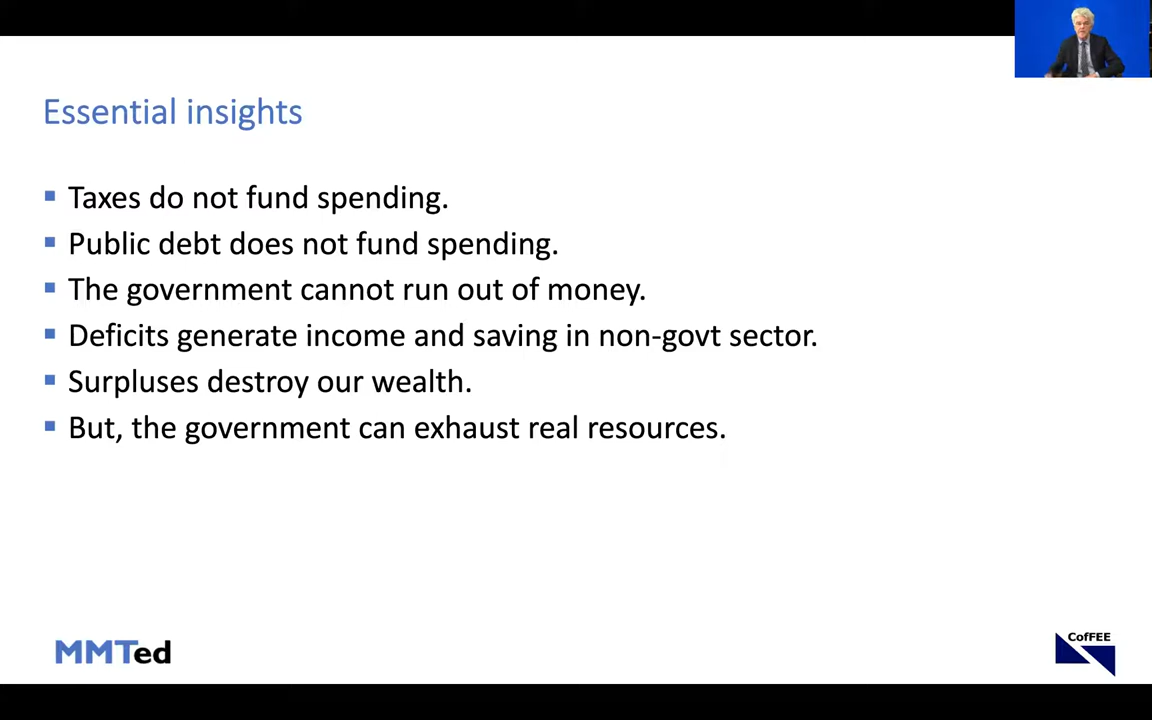 Essential insights
Taxes do not fund spending.
Public debt does not fund spending.
The government cannot run out of money.
Deficits generate income and saving in non-govt sector.
Surpluses destroy our wealth.
But, the government can exhaust real resources.
MMTed
CofFEE